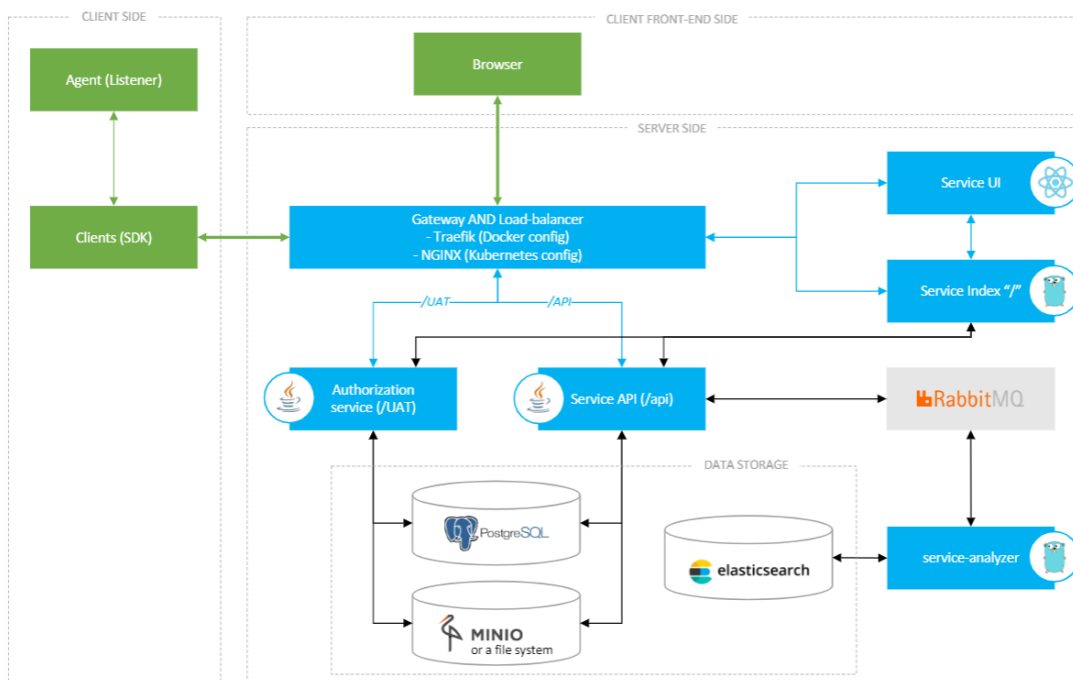 CLIENT SIDE
CLIENT FRONT-END SIDE
Agent (Listener)
Browser
SERVER SIDE
Service UI
Clients (SDK)
Gateway AND Load-balancer
- Traefik (Docker config)
- NGINX (Kubernetes config)
Service Index “/”
/UAT
/API
Authorization
service (/UAT)
Service API (/api)
RabbitMQ
DATA STORAGE
PostgreSQL
elasticsearch
service-analyzer
MINIO
or a file system